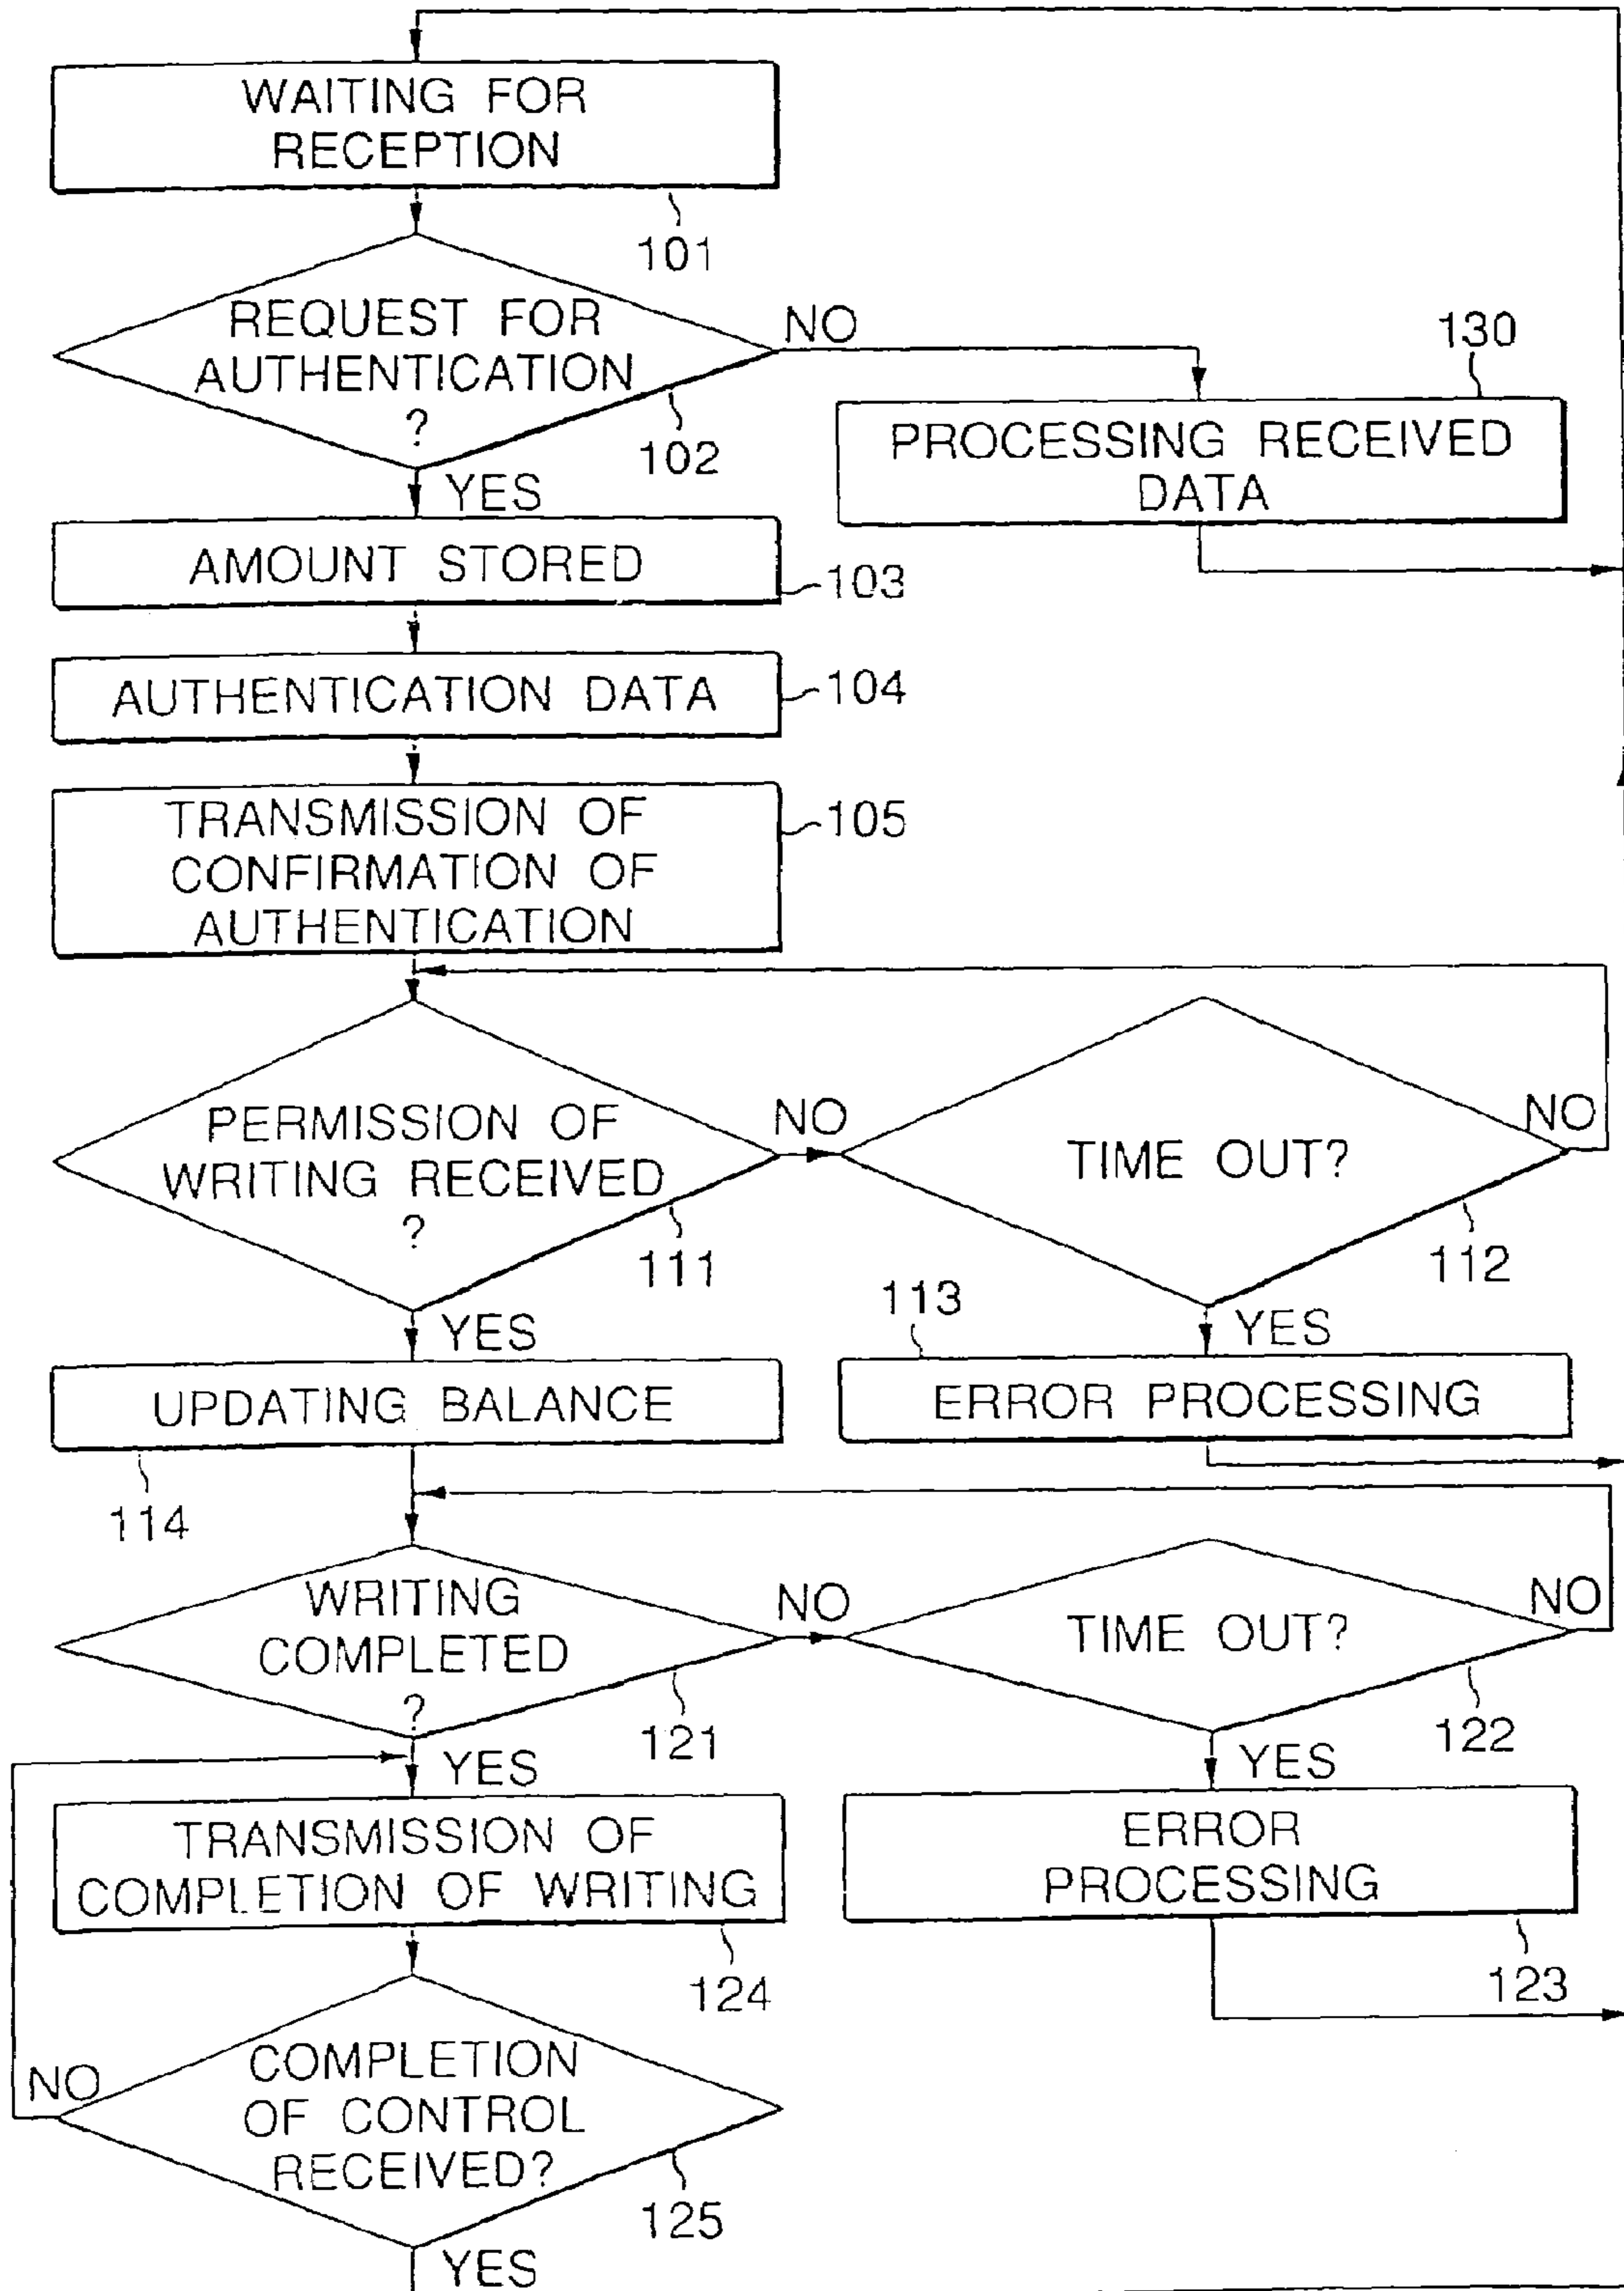 WAITING FOR
RECEPTION
101
REQUEST FOR
AUTHENTICATION
?
102
NO
130
PROCESSING RECEIVED
DATA
YES
AMOUNT STORED
103
AUTHENTICATION DATA
104
TRANSMISSION OF
CONFIRMATION OF
AUTHENTICATION
105
PERMISSION OF
WRITING RECEIVED
?
111
NO
TIME OUT?
NO
112
YES
YES
113
UPDATING BALANCE
114
ERROR PROCESSING
WRITING
COMPLETED
?
121
NO
TIME OUT?
NO
122
YES
YES
TRANSMISSION OF
COMPLETION OF WRITING
124
ERROR
PROCESSING
123
COMPLETION
OF CONTROL
RECEIVED?
NO
125
YES